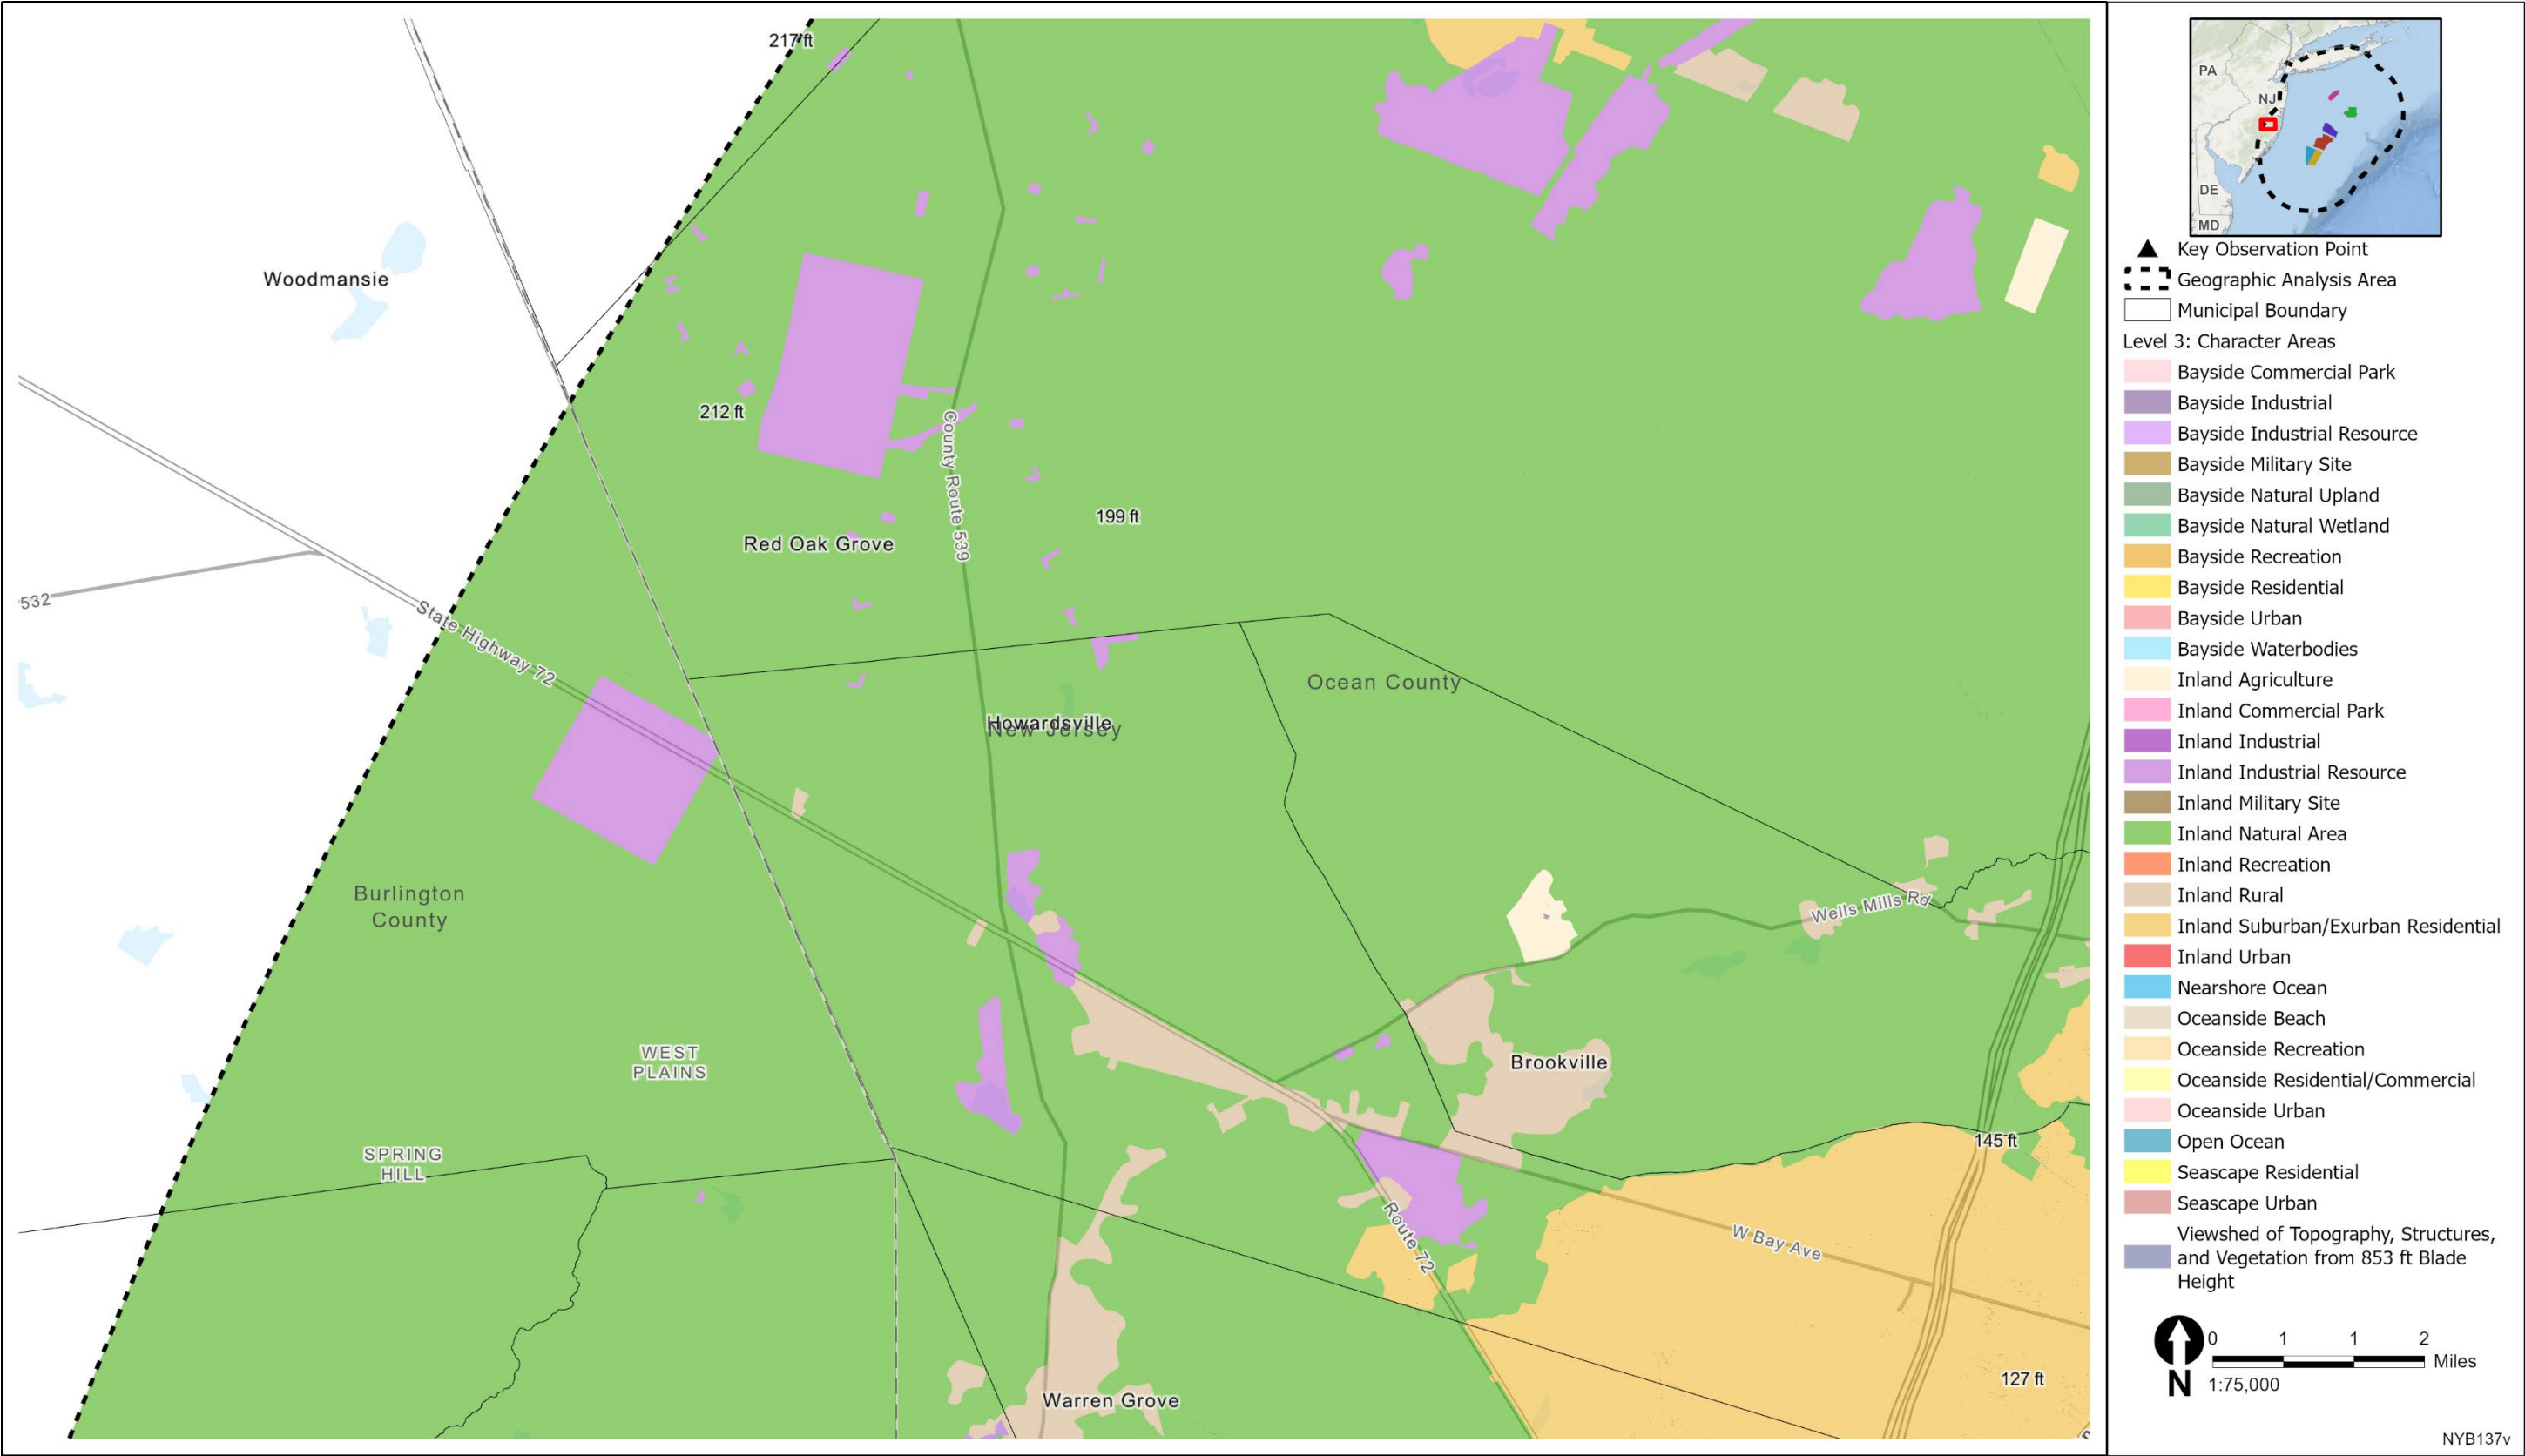 217 ft
Woodmansie
212 ft
County Route 539
199 ft
Red Oak Grove
532
State Highway 72
Ocean County
Howardsville
New Jersey
Burlington
County
Wells Mills Rd
WEST
PLAINS
Brookville
SPRING
HILL
145 ft
Route 72
W Bay Ave
127 ft
Warren Grove
PA
NJ
DE
MD
Key Observation Point
Geographic Analysis Area
Municipal Boundary
Level 3: Character Areas
Bayside Commercial Park
Bayside Industrial
Bayside Industrial Resource
Bayside Military Site
Bayside Natural Upland
Bayside Natural Wetland
Bayside Recreation
Bayside Residential
Bayside Urban
Bayside Waterbodies
Inland Agriculture
Inland Commercial Park
Inland Industrial
Inland Industrial Resource
Inland Military Site
Inland Natural Area
Inland Recreation
Inland Rural
Inland Suburban/Exurban Residential
Inland Urban
Nearshore Ocean
Oceanside Beach
Oceanside Recreation
Oceanside Residential/Commercial
Oceanside Urban
Open Ocean
Seascape Residential
Seascape Urban
Viewshed of Topography, Structures,
and Vegetation from 853 ft Blade
Height
0 1 1 2
Miles
N
1:75,000
NYB137v